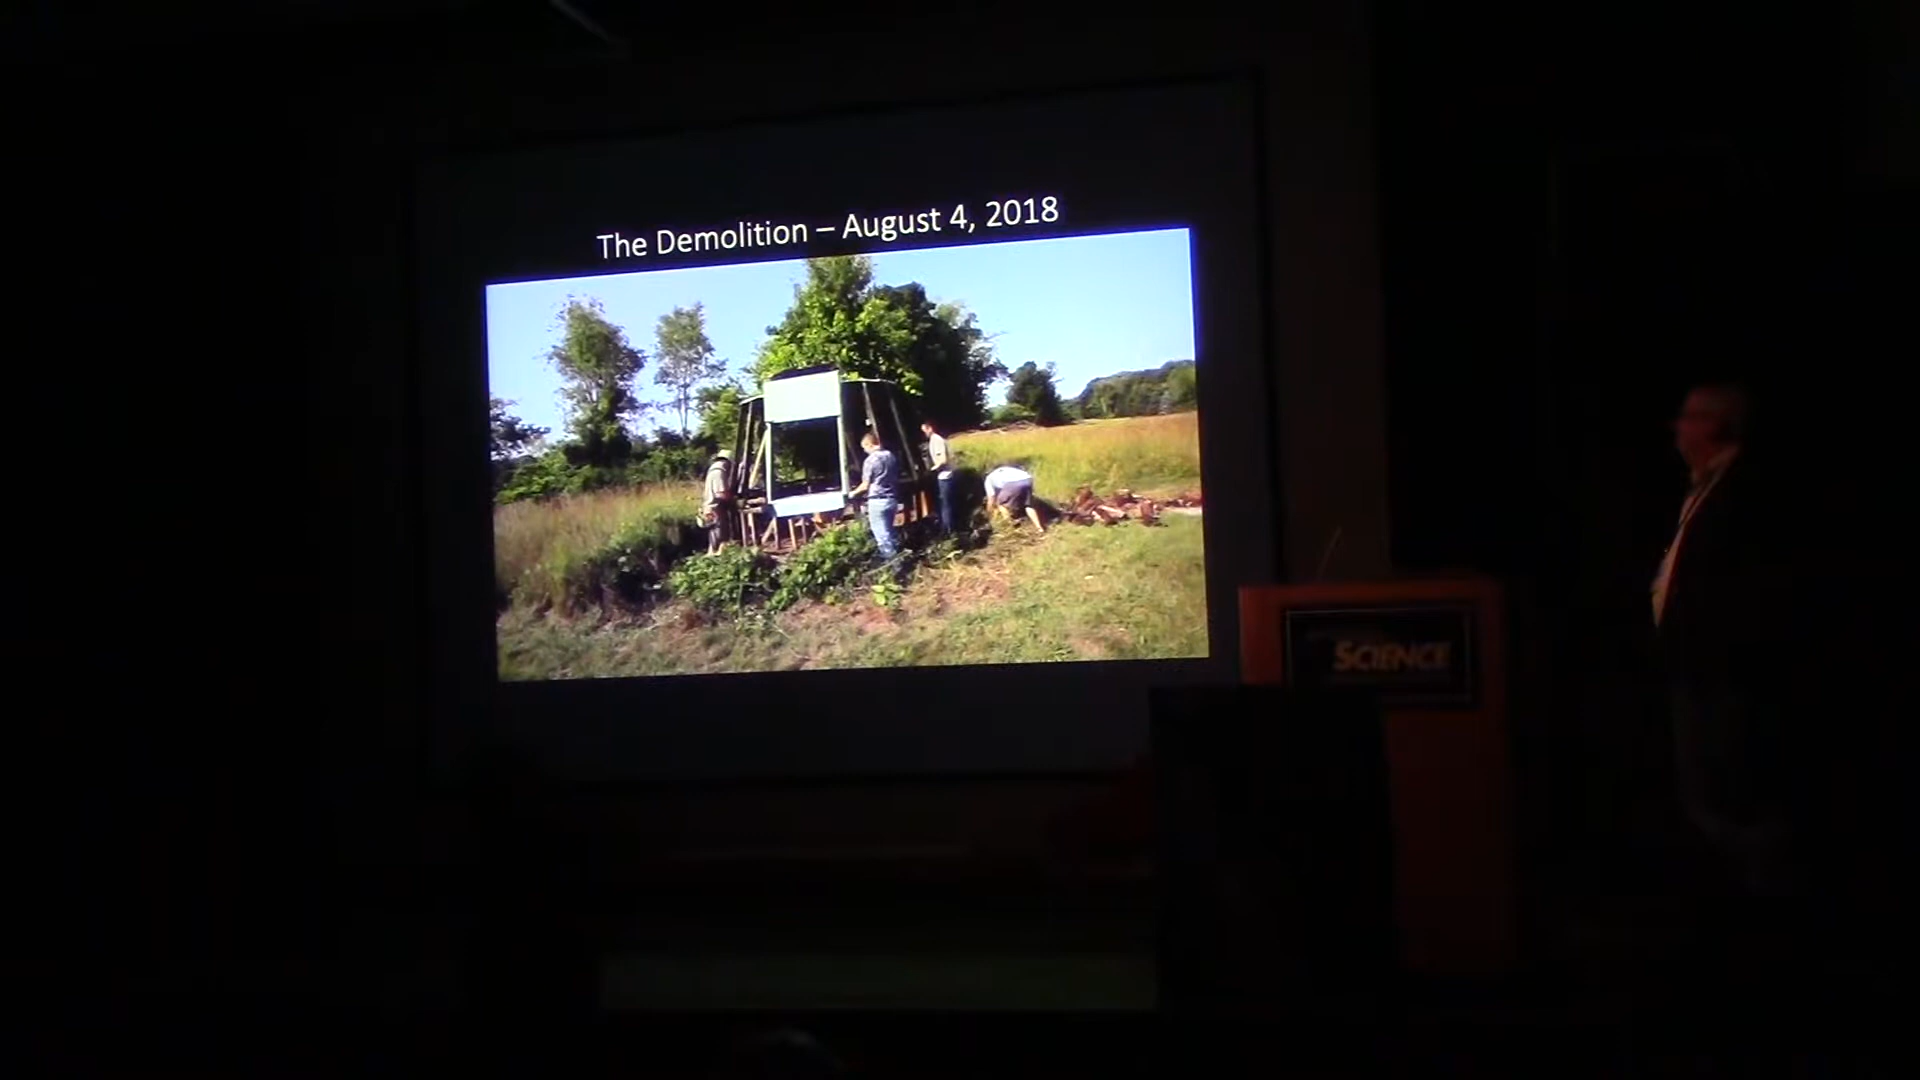 The Demolition – August 4, 2018
SCIENCE